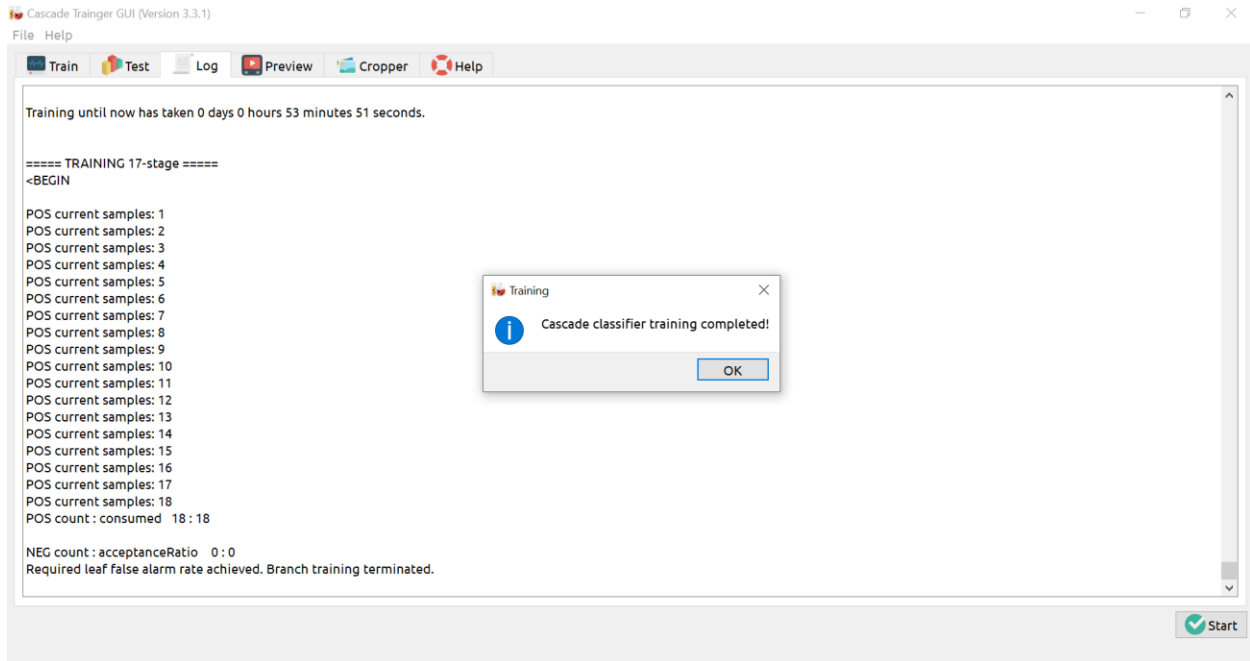 Cascade Trainger GUI (Version 3.3.1)
File Help
Train Test Log Preview Cropper Help
Training until now has taken 0 days 0 hours 53 minutes 51 seconds.
===== TRAINING 17-stage =====
<BEGIN
POS current samples: 1
POS current samples: 2
POS current samples: 3
POS current samples: 4
POS current samples: 5
POS current samples: 6
POS current samples: 7
POS current samples: 8
POS current samples: 9
POS current samples: 10
POS current samples: 11
POS current samples: 12
POS current samples: 13
POS current samples: 14
POS current samples: 15
POS current samples: 16
POS current samples: 17
POS current samples: 18
POS count : consumed 18 : 18
NEG count : acceptanceRatio 0 : 0
Required leaf false alarm rate achieved. Branch training terminated.
Training
Cascade classifier training completed!
OK
Start